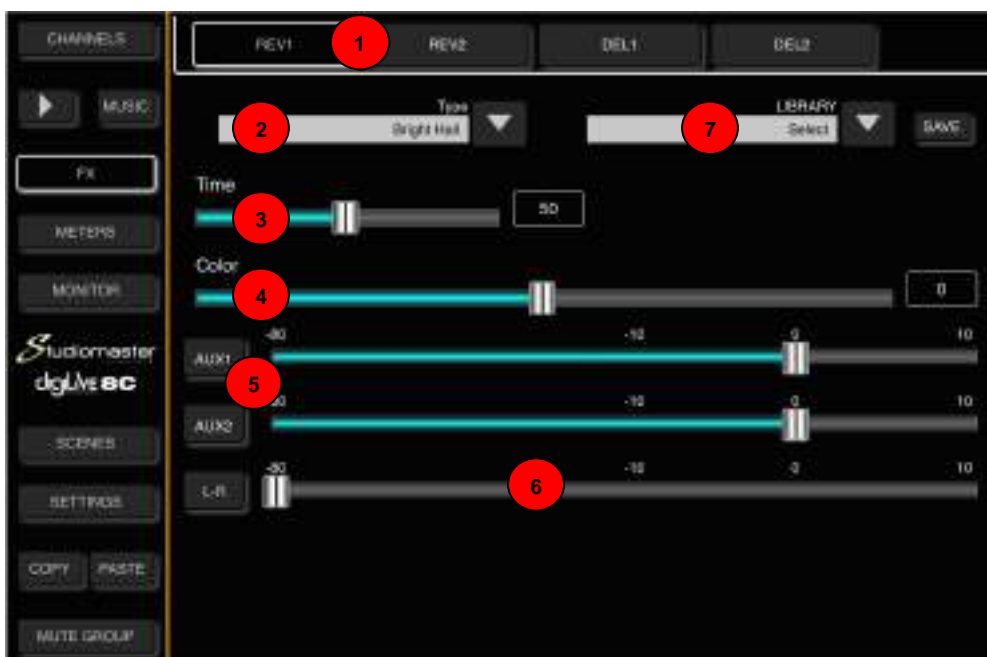 CHANNELS
REV1 1 REV2 DEL1 DEL2
MUSIC
Type
2 Bright Hall
LIBRARY
7 Select
SAVE
FX
Time
3 50
METERS
Color
4 0
MONITOR
-80 -10 0 10
AUX1
Studiomaster
digiLive 8C
5
-80 -10 0 10
AUX2
SCENES
-80 -10 0 10
L-R 6
SETTINGS
COPY PASTE
MUTE GROUP